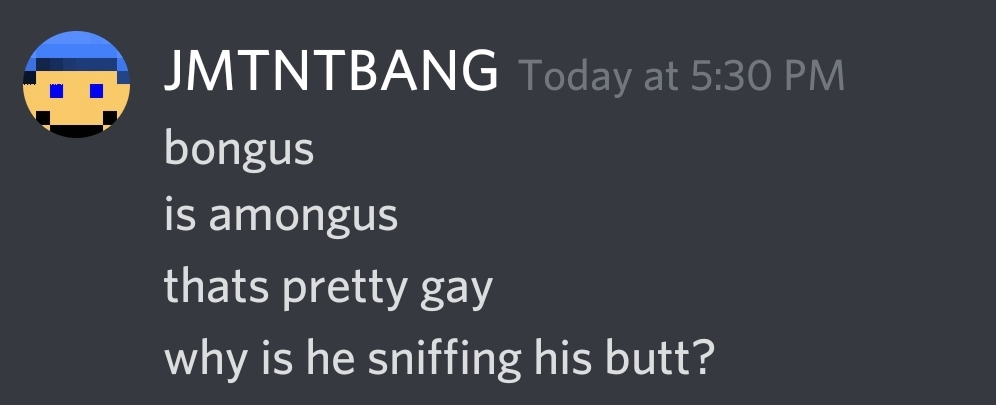 JMTNTBANG Today at 5:30 PM
bongus
is amongus
thats pretty gay
why is he sniffing his butt?